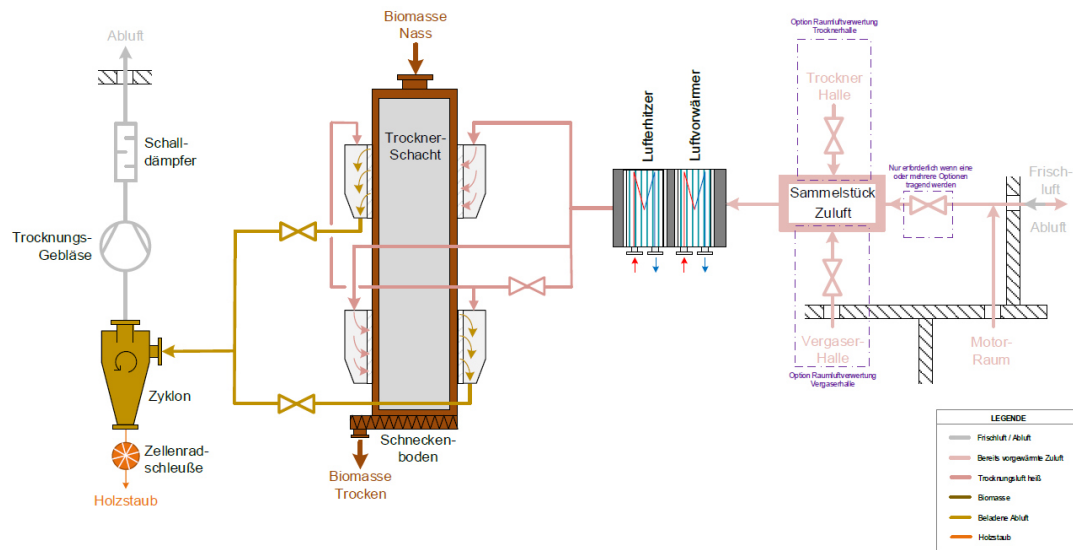 Abluft
Schall-
dämpfer
Trocknungs-
Gebläse
Zyklon
Zellenrad-
schleuße
Holzstaub
Biomasse
Nass
Trockner-
Schacht
Schnecken-
boden
Biomasse
Trocken
Lufterhitzer
Luftvorwärmer
Option Raumluftverwertung
Trocknerhalle
Trockner
Halle
Sammelstück
Zuluft
Nur erforderlich wenn eine
oder mehrere Optionen
tragend werden
Frisch-
luft
Abluft
Vergaser-
Halle
Option Raumluftverwertung
Vergaserhalle
Motor-
Raum
LEGENDE
Frischluft / Abluft
Bereits vorgewärmte Zuluft
Trocknungsluft heiß
Biomasse
Beladene Abluft
Holzstaub